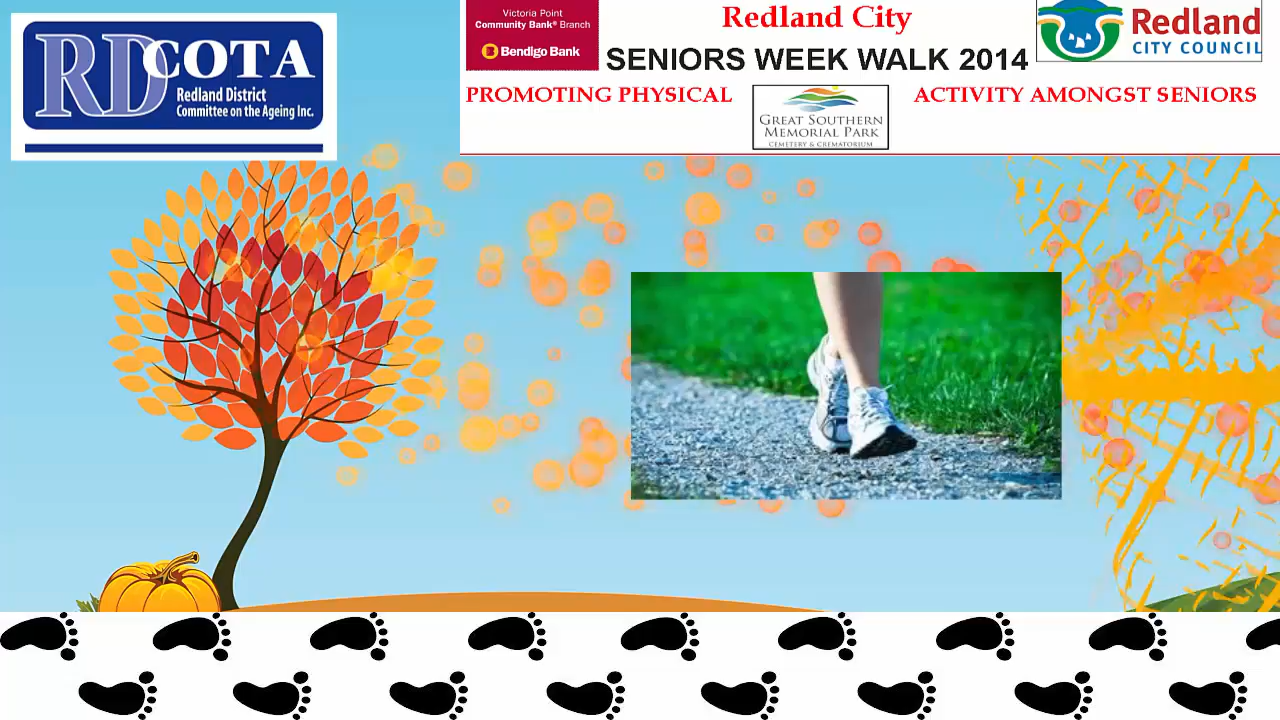 RDCOTA
Redland District
Committee on the Ageing Inc.
Victoria Point
Community Bank® Branch
Bendigo Bank
Redland City
SENIORS WEEK WALK 2014
Redland
CITY COUNCIL
PROMOTING PHYSICAL
ACTIVITY AMONGST SENIORS
GREAT SOUTHERN
MEMORIAL PARK
CEMETERY & CREMATORIUM